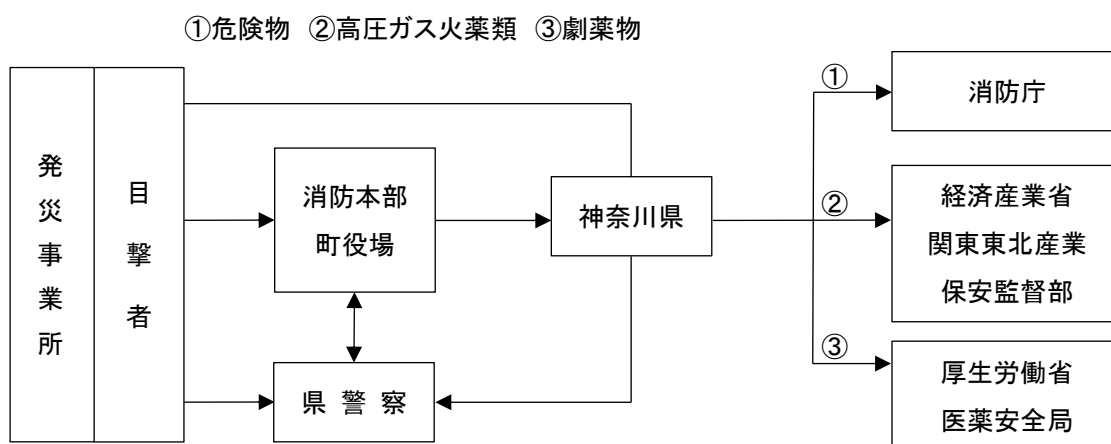 ①危険物 ②高圧ガス火薬類 ③劇薬物
発災事業所
目撃者
消防本部
町役場
県警察
神奈川県
①
消防庁
②
経済産業省
関東東北産業
保安監督部
③
厚生労働省
医薬安全局